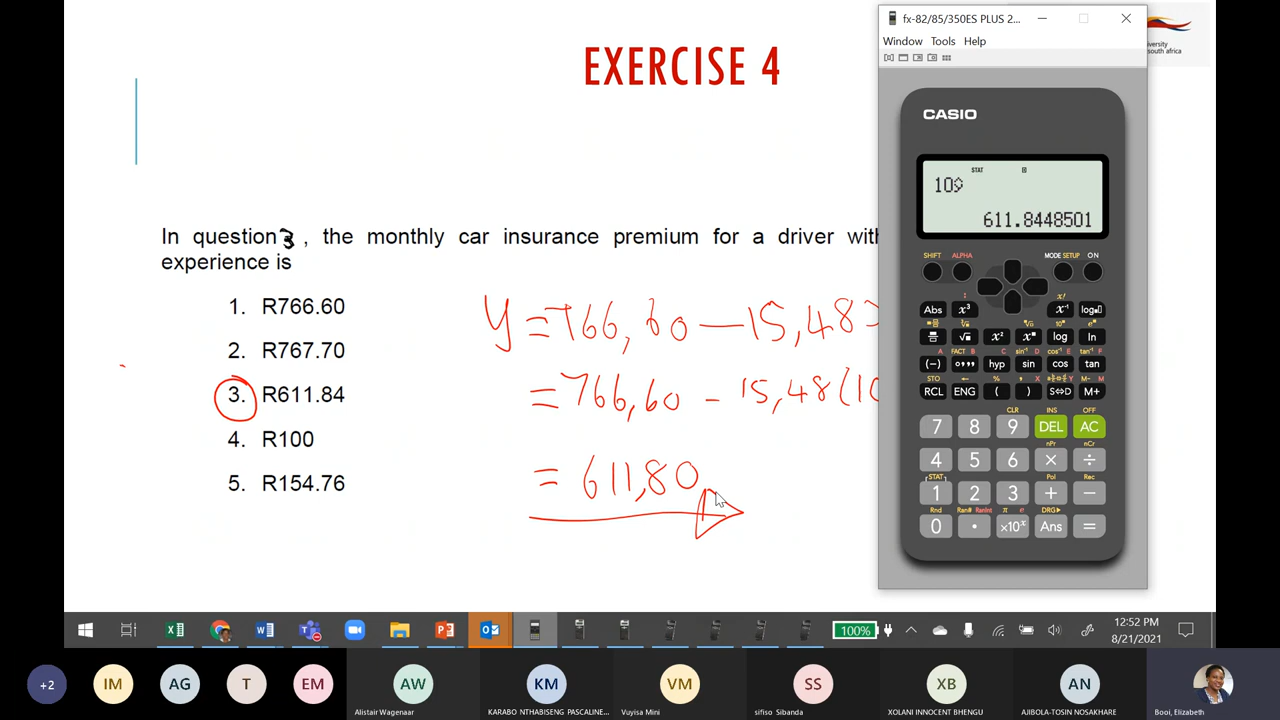 fx-82/85/350ES PLUS 2...
Window Tools Help
iversity
south africa
EXERCISE 4
CASIO
STAT D
10ŷ
611.8448501
SHIFT ALPHA MODE SETUP ON
In question 3 , the monthly car insurance premium for a driver with
experience is
1. R766.60
2. R767.70
3. R611.84
4. R100
5. R154.76
y = 766,60 — 15,48
= 766,60 - 15,48(10
= 611,80
Abs x³ x⁻¹ log
√ x² log ln
(−) °,,, hyp sin cos tan
RCL ENG ( ) S⇔D M+
7 8 9 DEL AC
4 5 6 × ÷
1 2 3 + −
0 . ×10ˣ Ans =
100%
12:52 PM
8/21/2021
+2 IM AG T EM AW KM VM SS XB AN
Alistair Wagenaar KARABO NTHABISENG PASCALINE... Vuyisa Mini sifiso Sibanda XOLANI INNOCENT BHENGU AJIBOLA-TOSIN NOSAKHARE Booi, Elizabeth